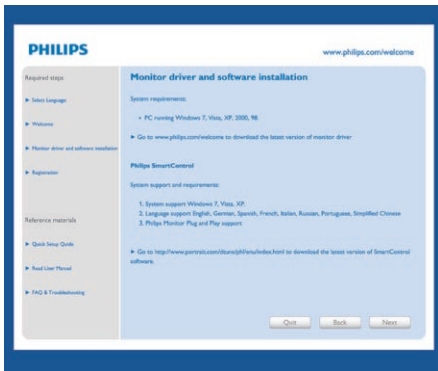 PHILIPS
www.philips.com/welcome
Required steps
Select Language
Welcome
Monitor driver and software installation
Registration
Reference materials
Quick Setup Guide
Read User Manual
FAQ & Troubleshooting
Monitor driver and software installation
System requirements:
• PC running Windows 7, Vista, XP, 2000, 98
Go to www.philips.com/welcome to download the latest version of monitor driver
Philips SmartControl
System support and requirements:
1. System support Windows 7, Vista, XP.
2. Language support English, German, Spanish, French, Italian, Russian, Portuguese, Simplified Chinese
3. Philips Monitor Plug and Play support
Go to http://www.portrait.com/dtune/phl/enu/index.html to download the latest version of SmartControl
software.
Quit
Back
Next